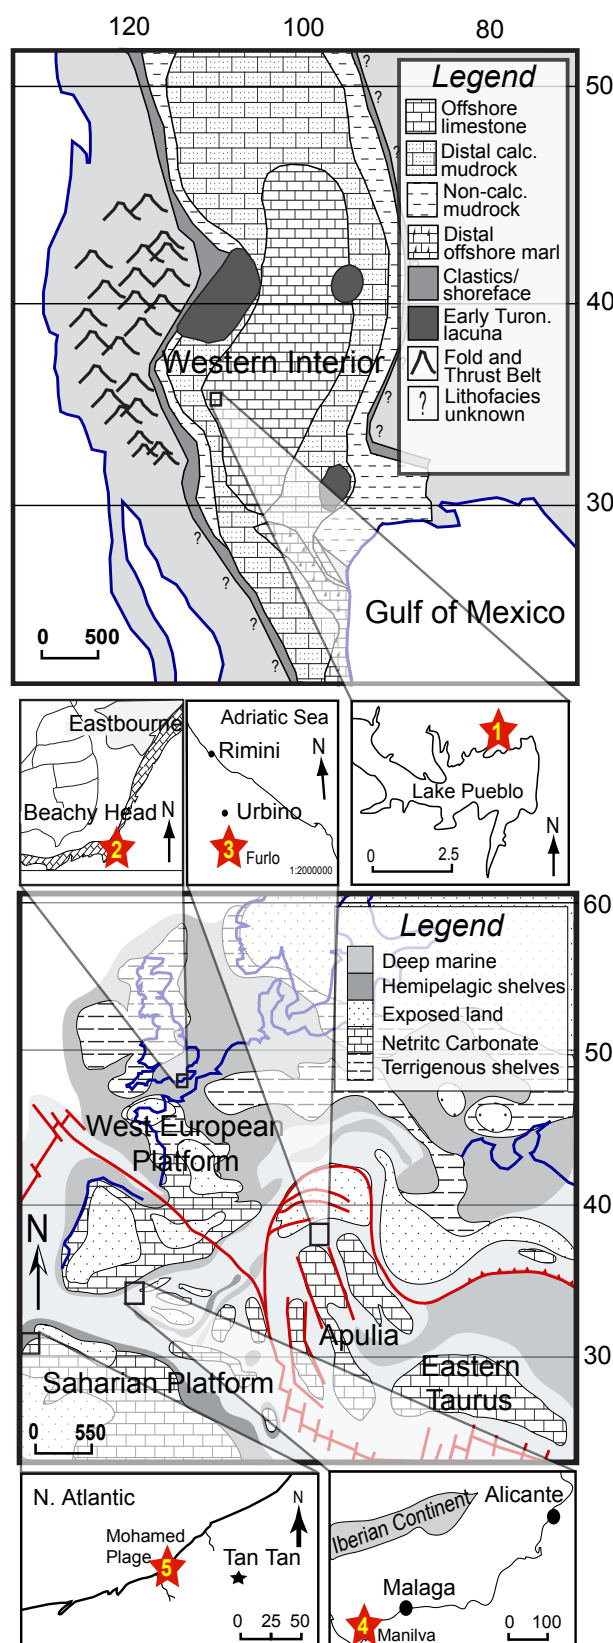 120 100 80
Legend
50
Offshore
limestone
Distal calc.
mudrock
Non-calc.
mudrock
Distal
offshore marl
Clastics/
shoreface
Early Turon.
lacuna
Fold and
Thrust Belt
? Lithofacies
unknown
?
?
?
?
40
Western Interior
30
?
?
?
?
Gulf of Mexico
0 500
Eastbourne
Beachy Head
N
2
Adriatic Sea
Rimini
N
Urbino
3
Furlo
1:2000000
1
Lake Pueblo
0 2.5
N
60
Legend
Deep marine
Hemipelagic shelves
Exposed land
Netritc Carbonate
Terrigenous shelves
50
West European
Platform
40
N
Apulia
30
Eastern
Taurus
Saharian Platform
0 550
N. Atlantic
N
Mohamed
Plage
5
Tan Tan
0 25 50
Alicante
Iberian Continent
Malaga
4
Manilva
0 100